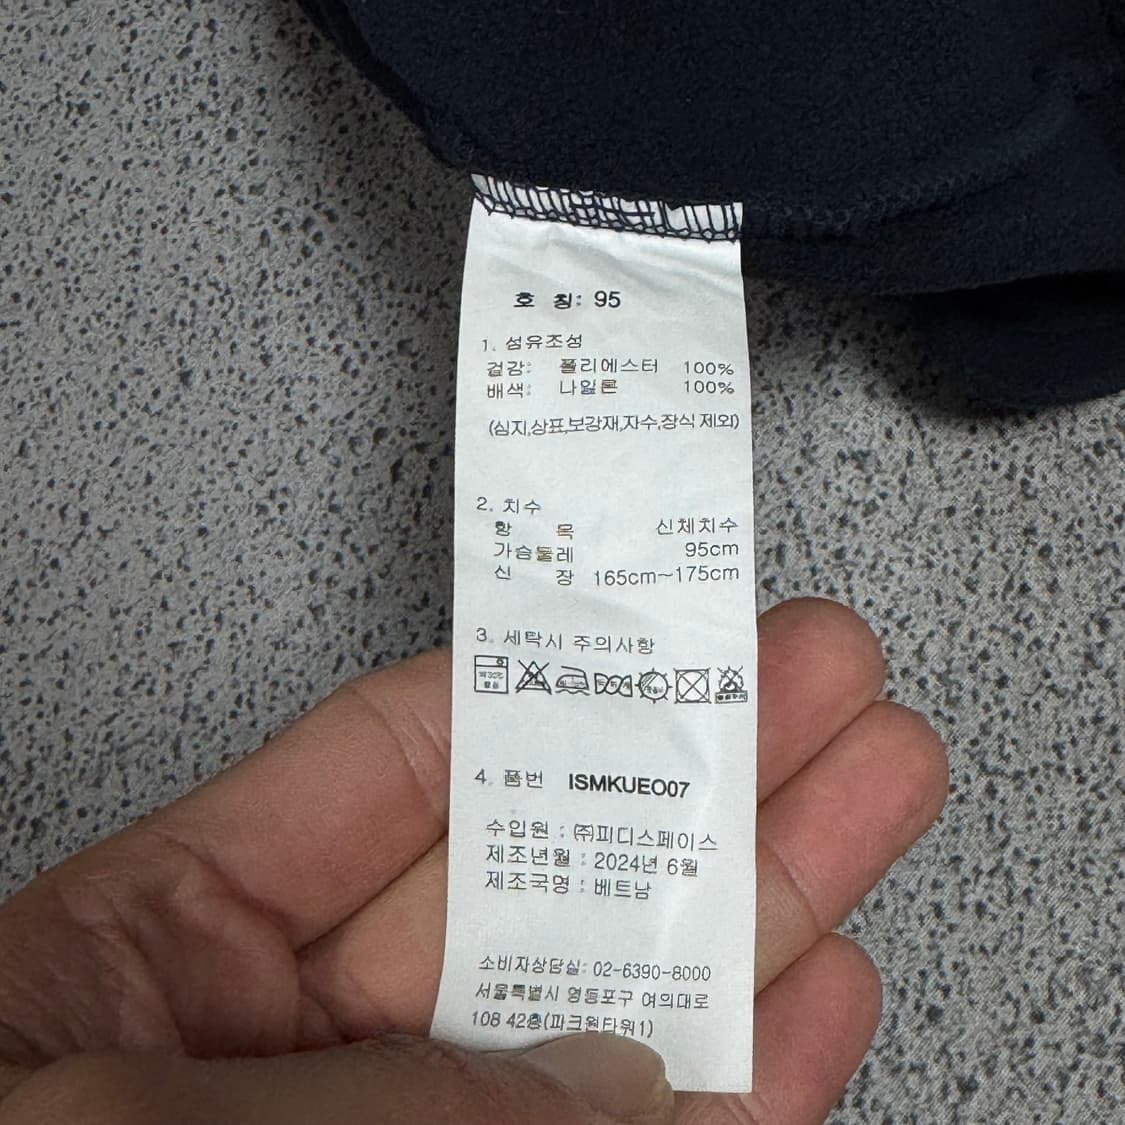 호 칭: 95
1. 섬유조성
겉감: 폴리에스터 100%
배색: 나일론 100%
(심지,상표,보강재,자수,장식 제외)
2. 치수
항 목 신체치수
가슴둘레 95cm
신 장 165cm~175cm
3. 세탁시 주의사항
4. 품번 ISMKUEO07
수입원 : ㈜피디스페이스
제조년월 : 2024년 6월
제조국명 : 베트남
소비자상담실: 02-6390-8000
서울특별시 영등포구 여의대로
108 42층(파크원타워1)